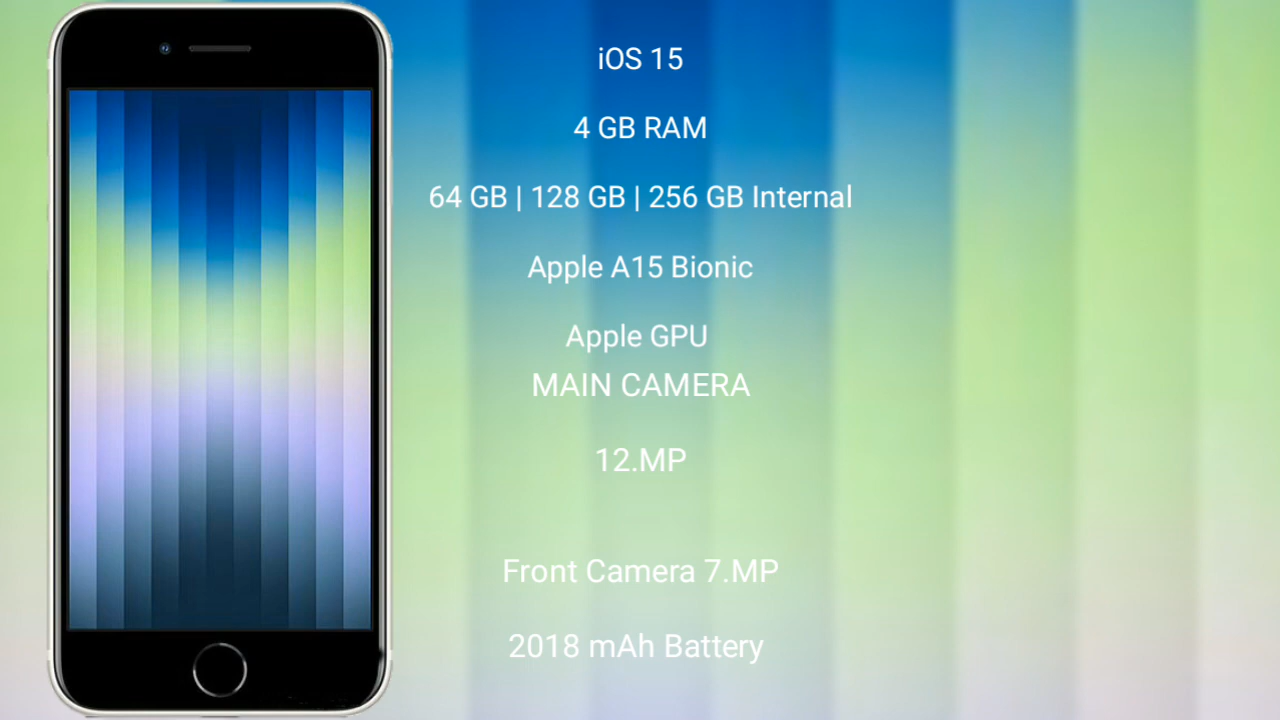 iOS 15
4 GB RAM
64 GB | 128 GB | 256 GB Internal
Apple A15 Bionic
Apple GPU
MAIN CAMERA
12.MP
Front Camera 7.MP
2018 mAh Battery